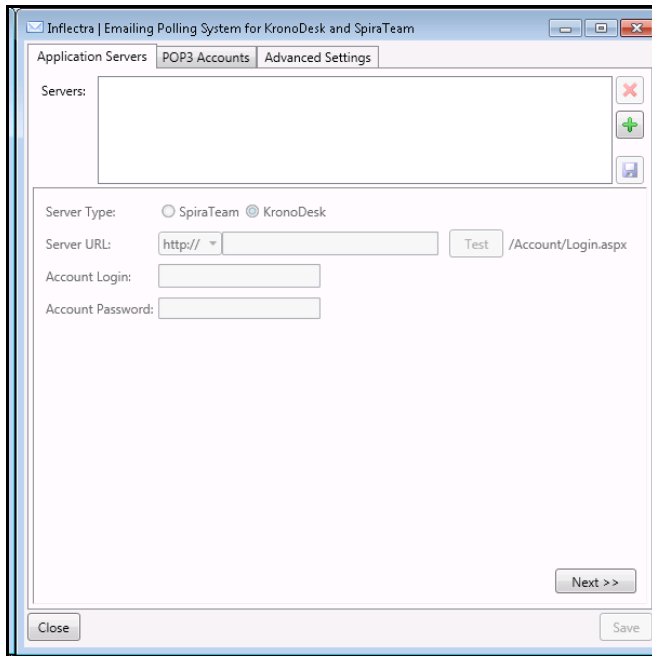 Inflectra | Emailing Polling System for KronoDesk and SpiraTeam
Application Servers POP3 Accounts Advanced Settings
Servers:
Server Type: SpiraTeam KronoDesk
Server URL: http:// Test /Account/Login.aspx
Account Login:
Account Password:
Next >>
Close Save